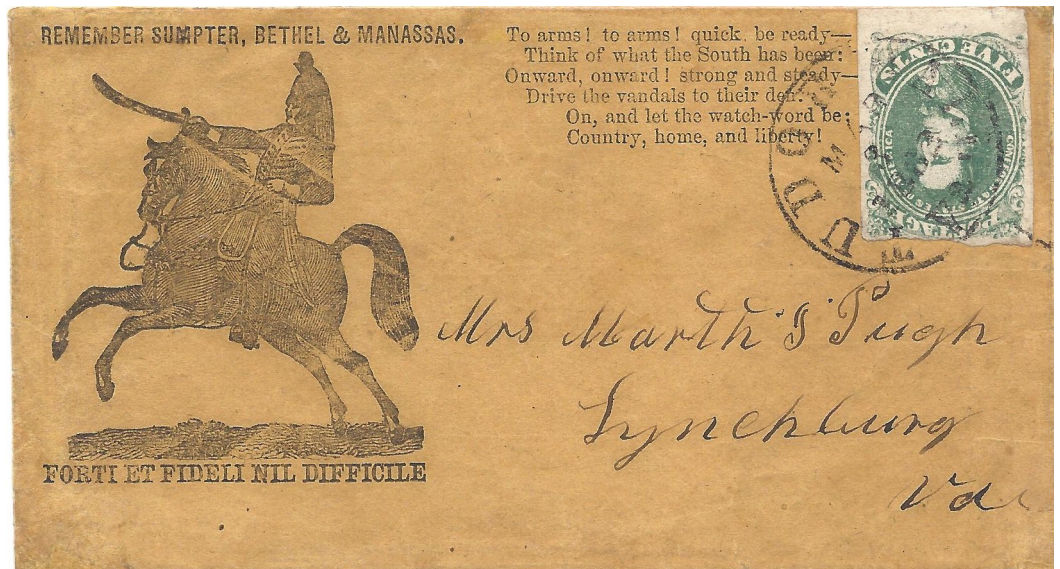 REMEMBER SUMPTER, BETHEL & MANASSAS.
To arms! to arms! quick, be ready—
Think of what the South has been:
Onward, onward! strong and steady—
Drive the vandals to their den.
On, and let the watch-word be;
Country, home, and liberty!
FIVE CENTS
Mrs Marth S Pugh
Lynchburg
Va
FORTI ET FIDELI NIL DIFFICILE